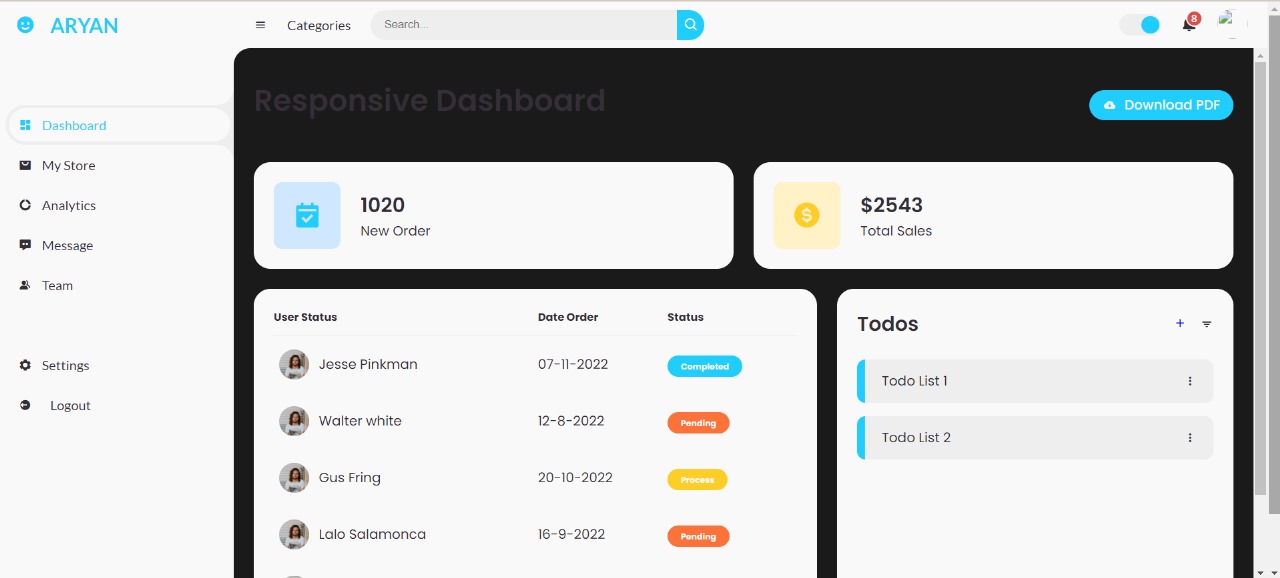 ARYAN
Categories
Search...
8
Dashboard
My Store
Analytics
Message
Team
Settings
Logout
Responsive Dashboard
Download PDF
1020
New Order
$2543
Total Sales
User Status Date Order Status
Jesse Pinkman 07-11-2022 Completed
Walter white 12-8-2022 Pending
Gus Fring 20-10-2022 Process
Lalo Salamonca 16-9-2022 Pending
Todos
Todo List 1
Todo List 2